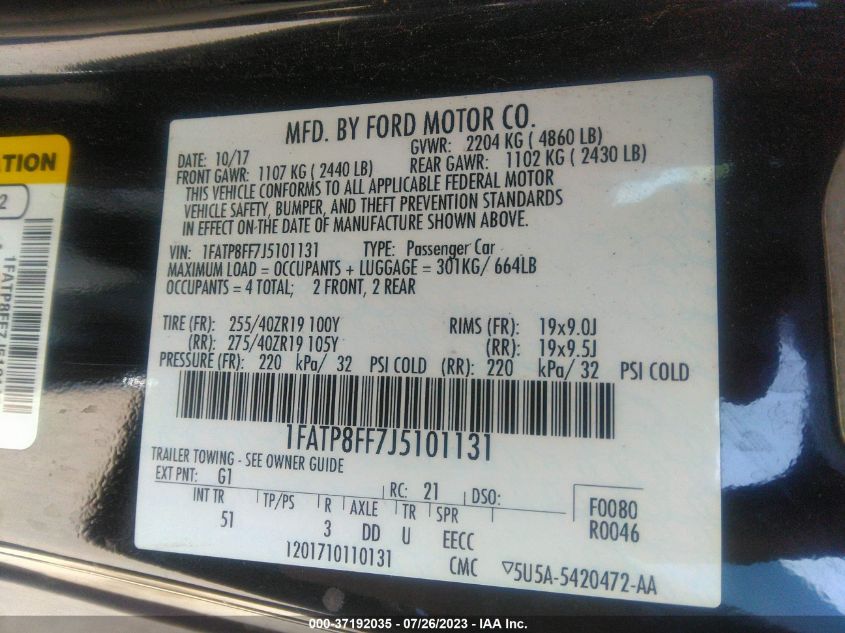 MFD. BY FORD MOTOR CO.
DATE: 10/17 GVWR: 2204 KG ( 4860 LB)
FRONT GAWR: 1107 KG ( 2440 LB) REAR GAWR: 1102 KG ( 2430 LB)
THIS VEHICLE CONFORMS TO ALL APPLICABLE FEDERAL MOTOR
VEHICLE SAFETY, BUMPER, AND THEFT PREVENTION STANDARDS
IN EFFECT ON THE DATE OF MANUFACTURE SHOWN ABOVE.
VIN: 1FATP8FF7J5101131 TYPE: Passenger Car
MAXIMUM LOAD = OCCUPANTS + LUGGAGE = 301KG/ 664LB
OCCUPANTS = 4 TOTAL; 2 FRONT, 2 REAR
TIRE (FR): 255/40ZR19 100Y RIMS (FR): 19x9.0J
(RR): 275/40ZR19 105Y (RR): 19x9.5J
PRESSURE (FR): 220 kPa/ 32 PSI COLD (RR): 220 kPa/ 32 PSI COLD
1FATP8FF7J5101131
TRAILER TOWING - SEE OWNER GUIDE
EXT PNT: G1 RC: 21 DSO:
INT TR TP/PS R AXLE TR SPR F0080
51 3 DD U EECC R0046
1201710110131 CMC ▽5U5A-5420472-AA
000-37192035 - 07/26/2023 - IAA Inc.